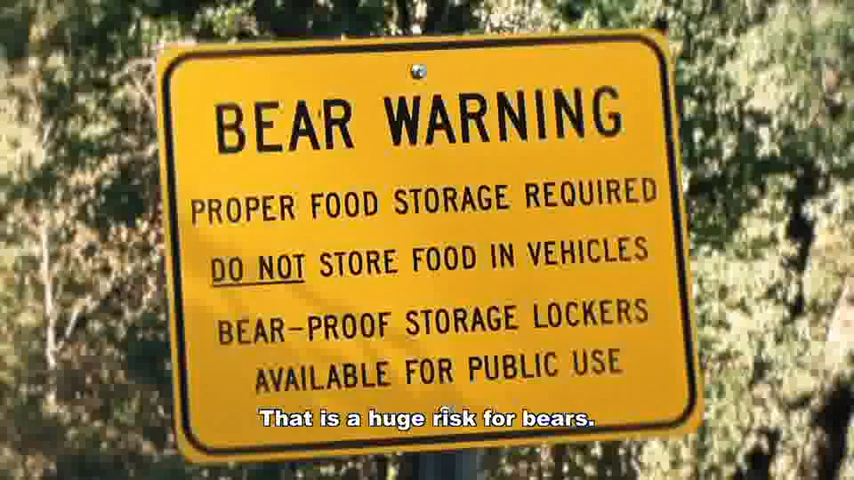 BEAR WARNING
PROPER FOOD STORAGE REQUIRED
DO NOT STORE FOOD IN VEHICLES
BEAR-PROOF STORAGE LOCKERS
AVAILABLE FOR PUBLIC USE
That is a huge risk for bears.